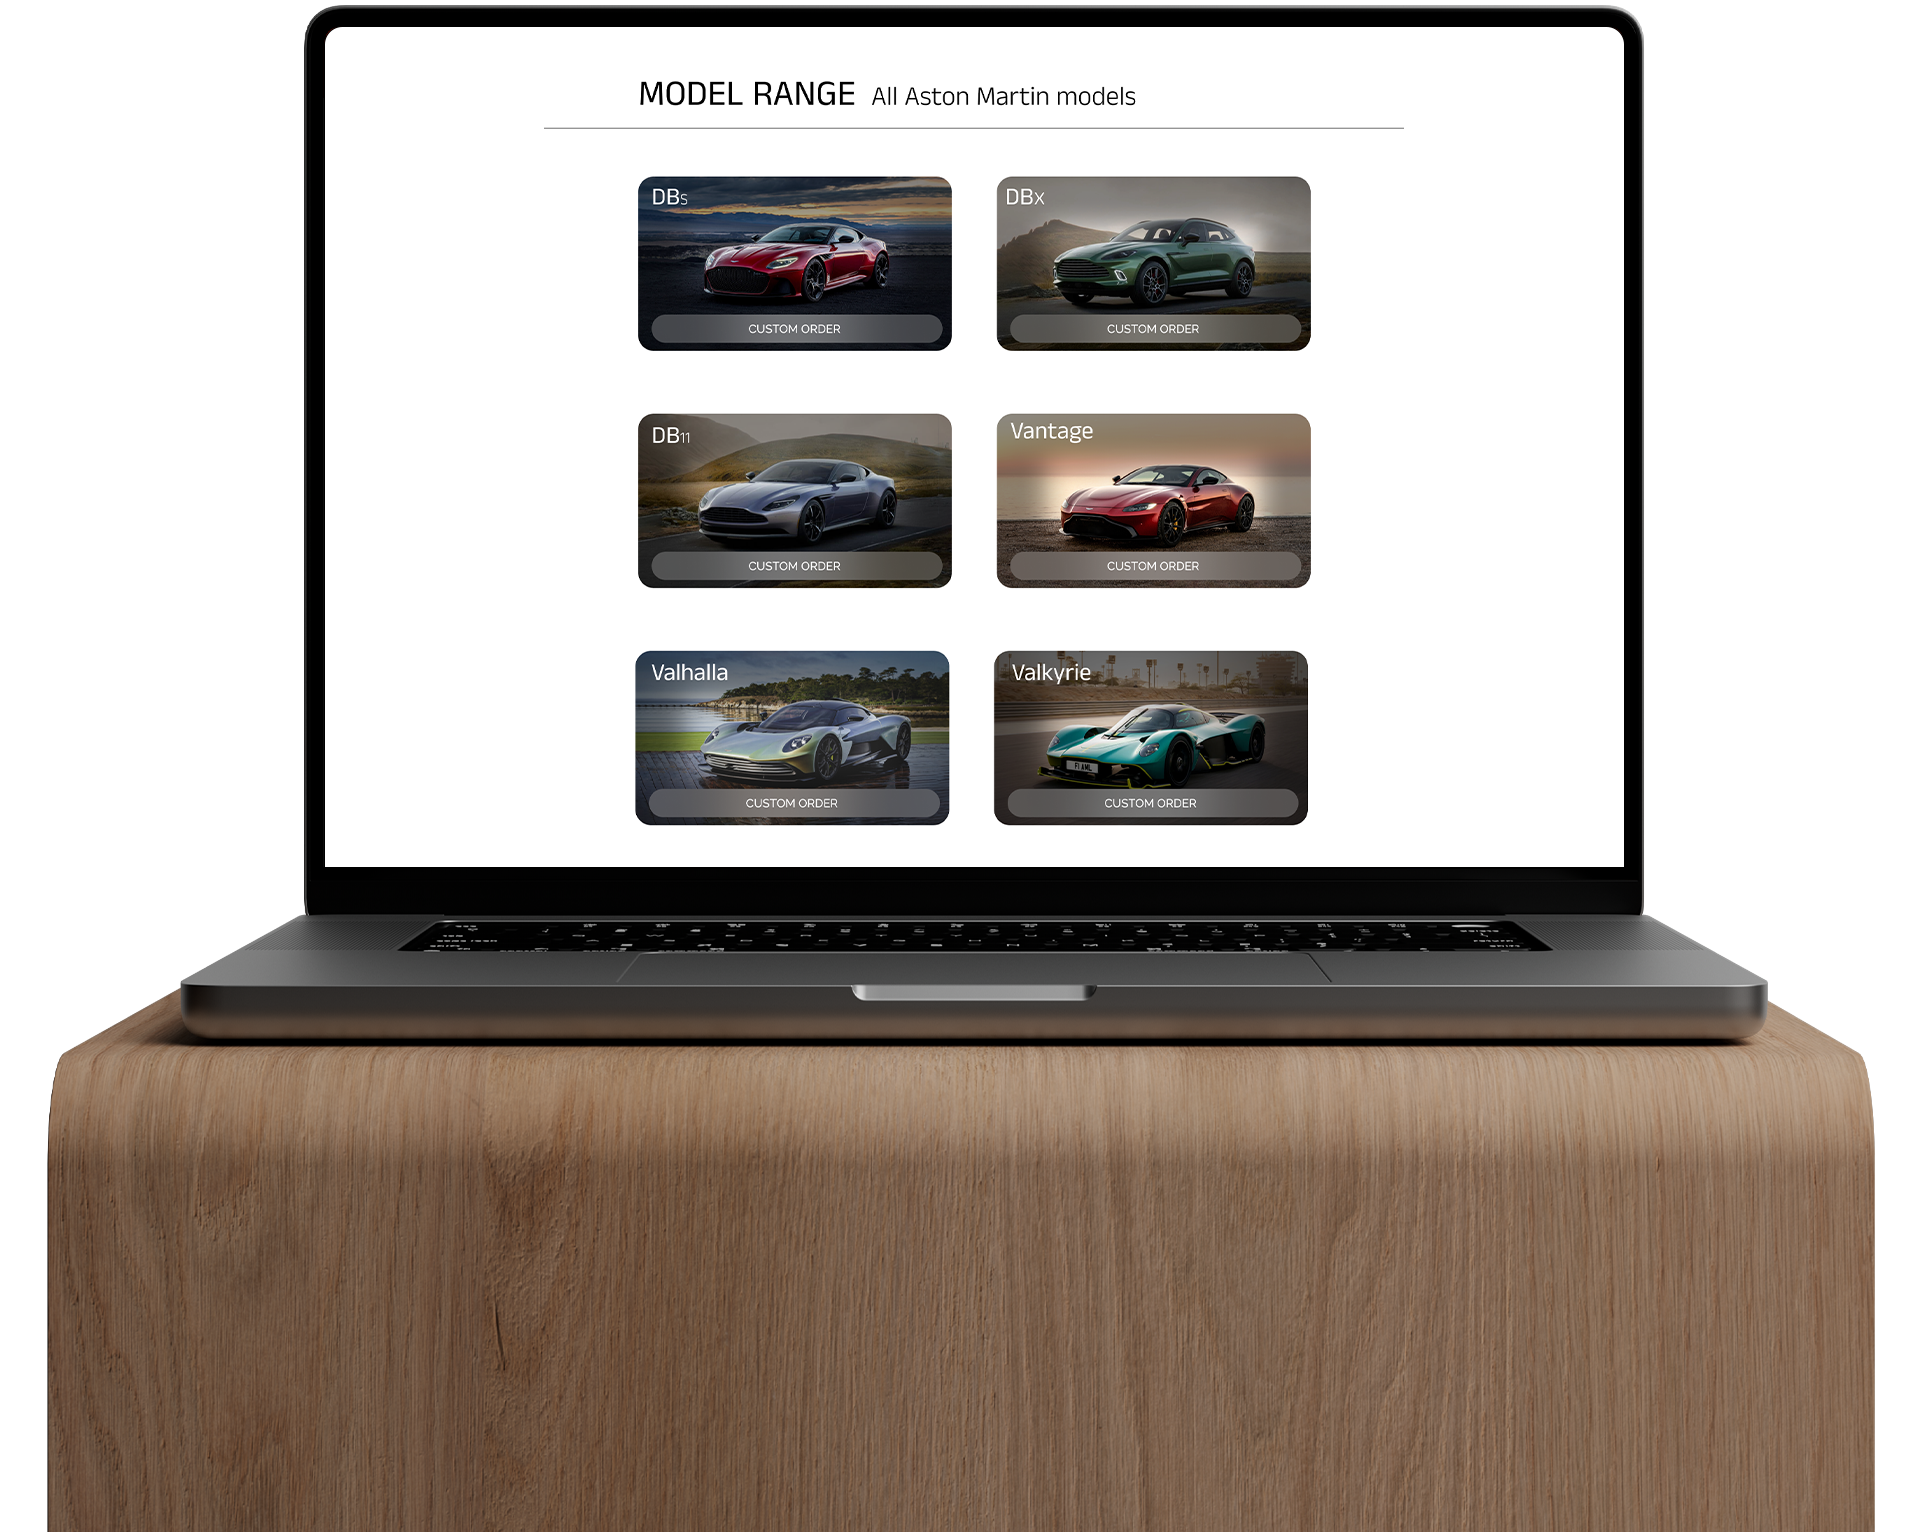 MODEL RANGE All Aston Martin models
DBS
DBX
CUSTOM ORDER
CUSTOM ORDER
DB11
Vantage
CUSTOM ORDER
CUSTOM ORDER
Valhalla
Valkyrie
F1 AML
CUSTOM ORDER
CUSTOM ORDER